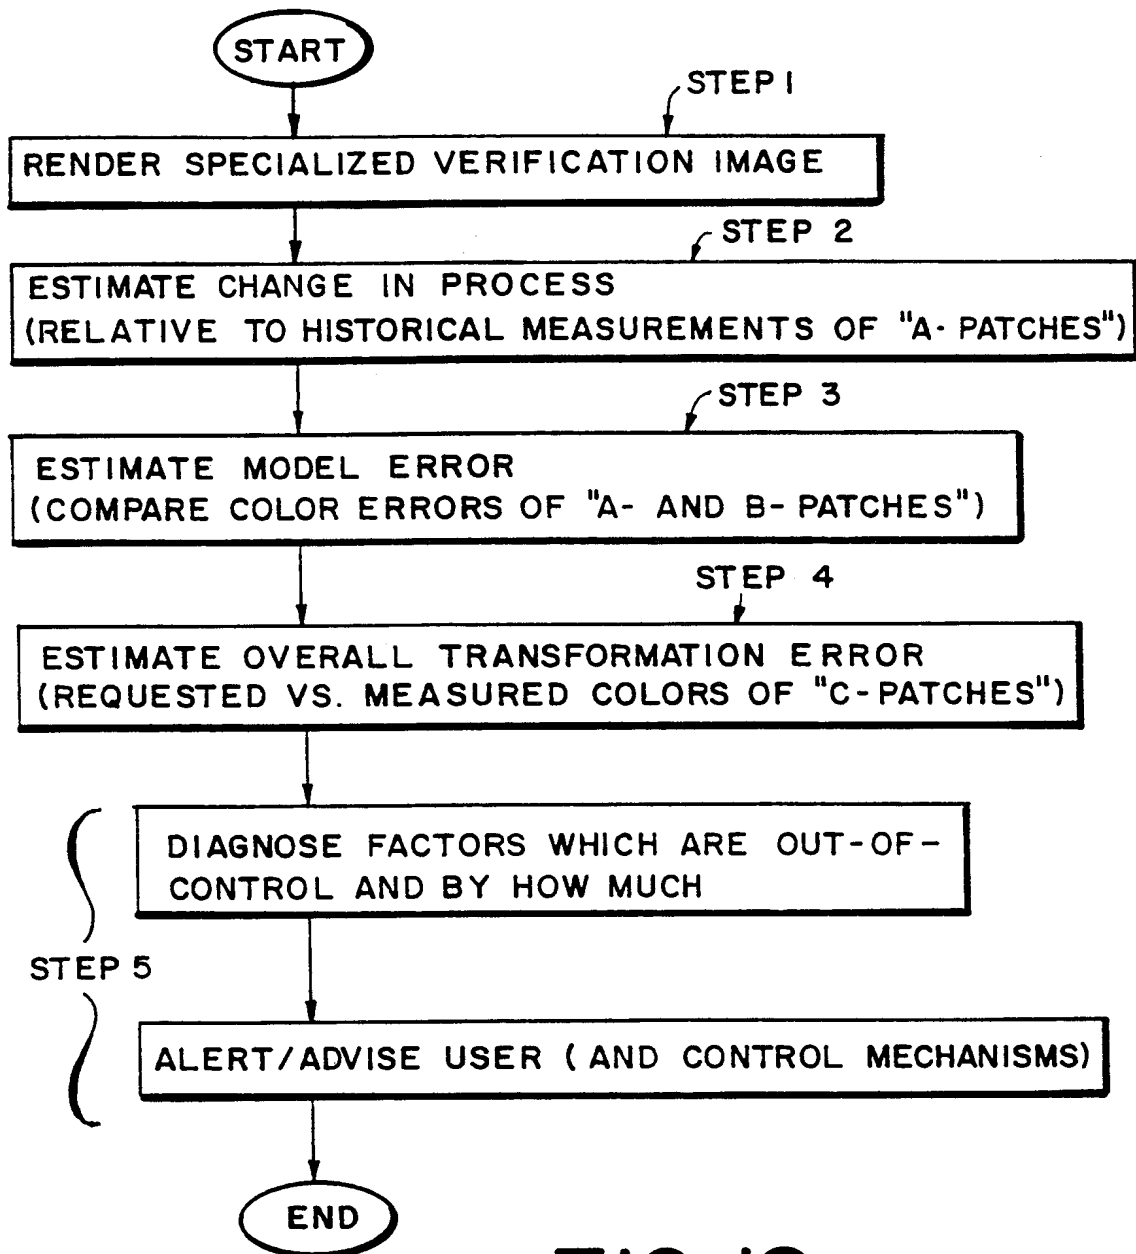 START
STEP 1
RENDER SPECIALIZED VERIFICATION IMAGE
STEP 2
ESTIMATE CHANGE IN PROCESS
(RELATIVE TO HISTORICAL MEASUREMENTS OF "A- PATCHES")
STEP 3
ESTIMATE MODEL ERROR
(COMPARE COLOR ERRORS OF "A- AND B- PATCHES")
STEP 4
ESTIMATE OVERALL TRANSFORMATION ERROR
(REQUESTED VS. MEASURED COLORS OF "C-PATCHES")
DIAGNOSE FACTORS WHICH ARE OUT-OF-
CONTROL AND BY HOW MUCH
STEP 5
ALERT/ADVISE USER (AND CONTROL MECHANISMS)
END